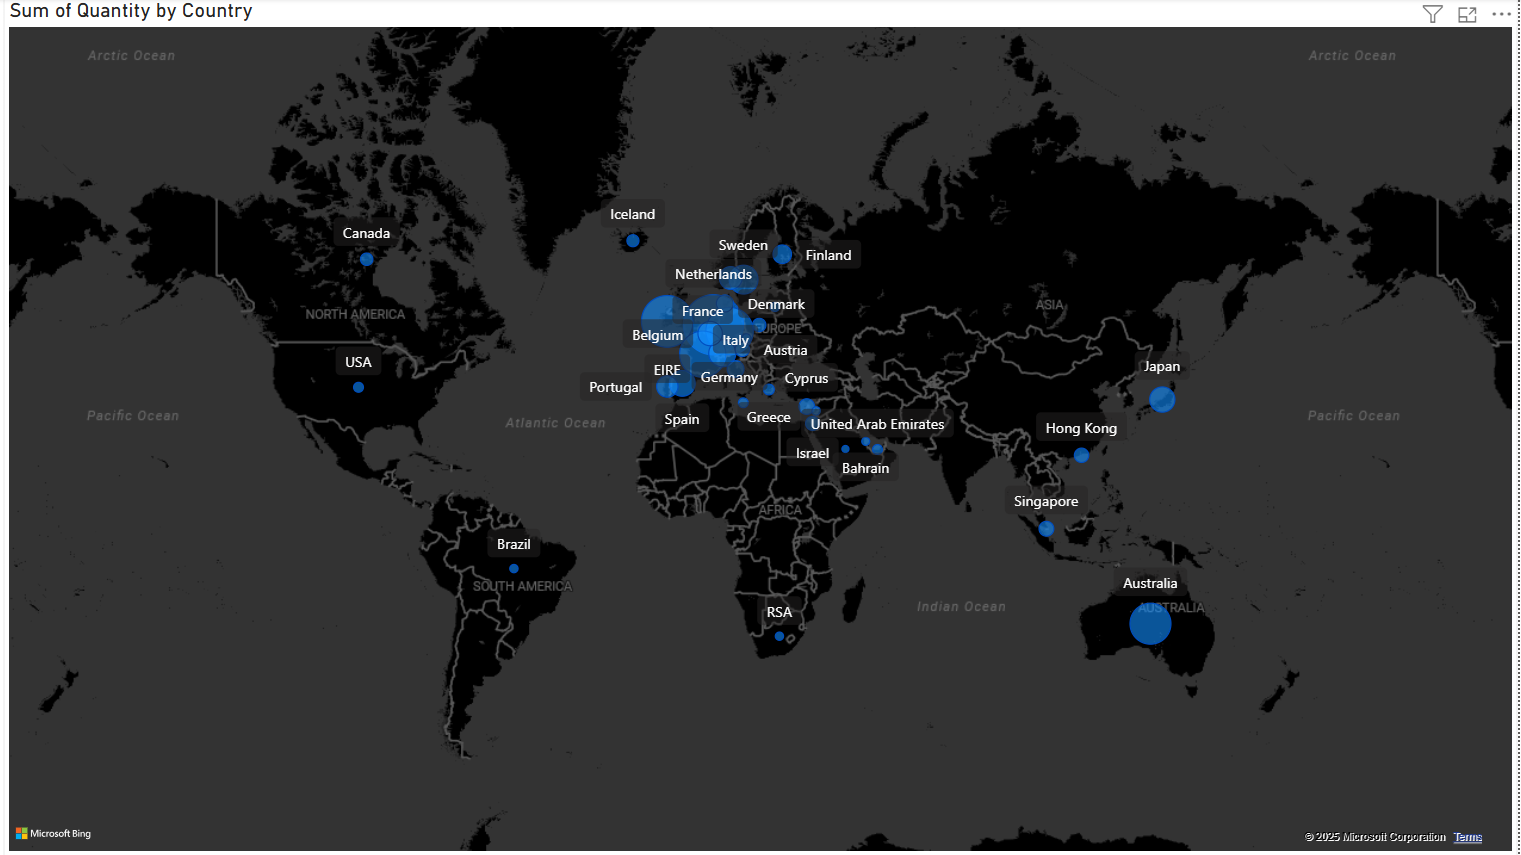 Sum of Quantity by Country
Arctic Ocean
Arctic Ocean
Iceland
Canada
Sweden
Finland
Netherlands
NORTH AMERICA
France
Denmark
ASIA
EUROPE
Belgium
Italy
Austria
USA
EIRE
Japan
Germany
Cyprus
Portugal
Pacific Ocean
Atlantic Ocean
Spain
Greece
United Arab Emirates
Hong Kong
Pacific Ocean
Israel
Bahrain
Singapore
AFRICA
Brazil
SOUTH AMERICA
Australia
AUSTRALIA
Indian Ocean
RSA
Microsoft Bing
© 2025 Microsoft Corporation Terms